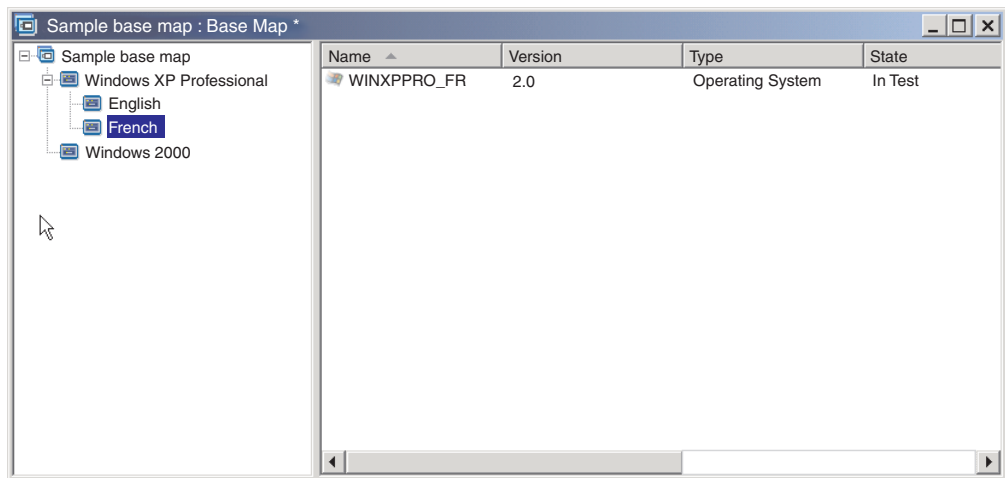 Sample base map : Base Map *
Sample base map
Windows XP Professional
English
French
Windows 2000
Name Version Type State
WINXPPRO_FR 2.0 Operating System In Test